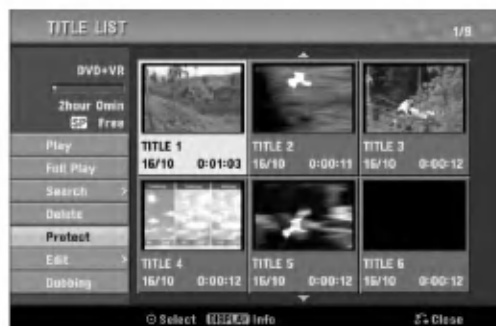 TITLE LIST
1/9
DVD+VR
2hour 0min
SP Free
Play
Full Play
Search >
Delete
Protect
Edit >
Dubbing
TITLE 1
16/10 0:01:03
TITLE 2
16/10 0:00:11
TITLE 3
16/10 0:00:12
TITLE 4
16/10 0:00:12
TITLE 5
16/10 0:00:12
TITLE 6
16/10 0:00:12
Select DISPLAY Info
Close